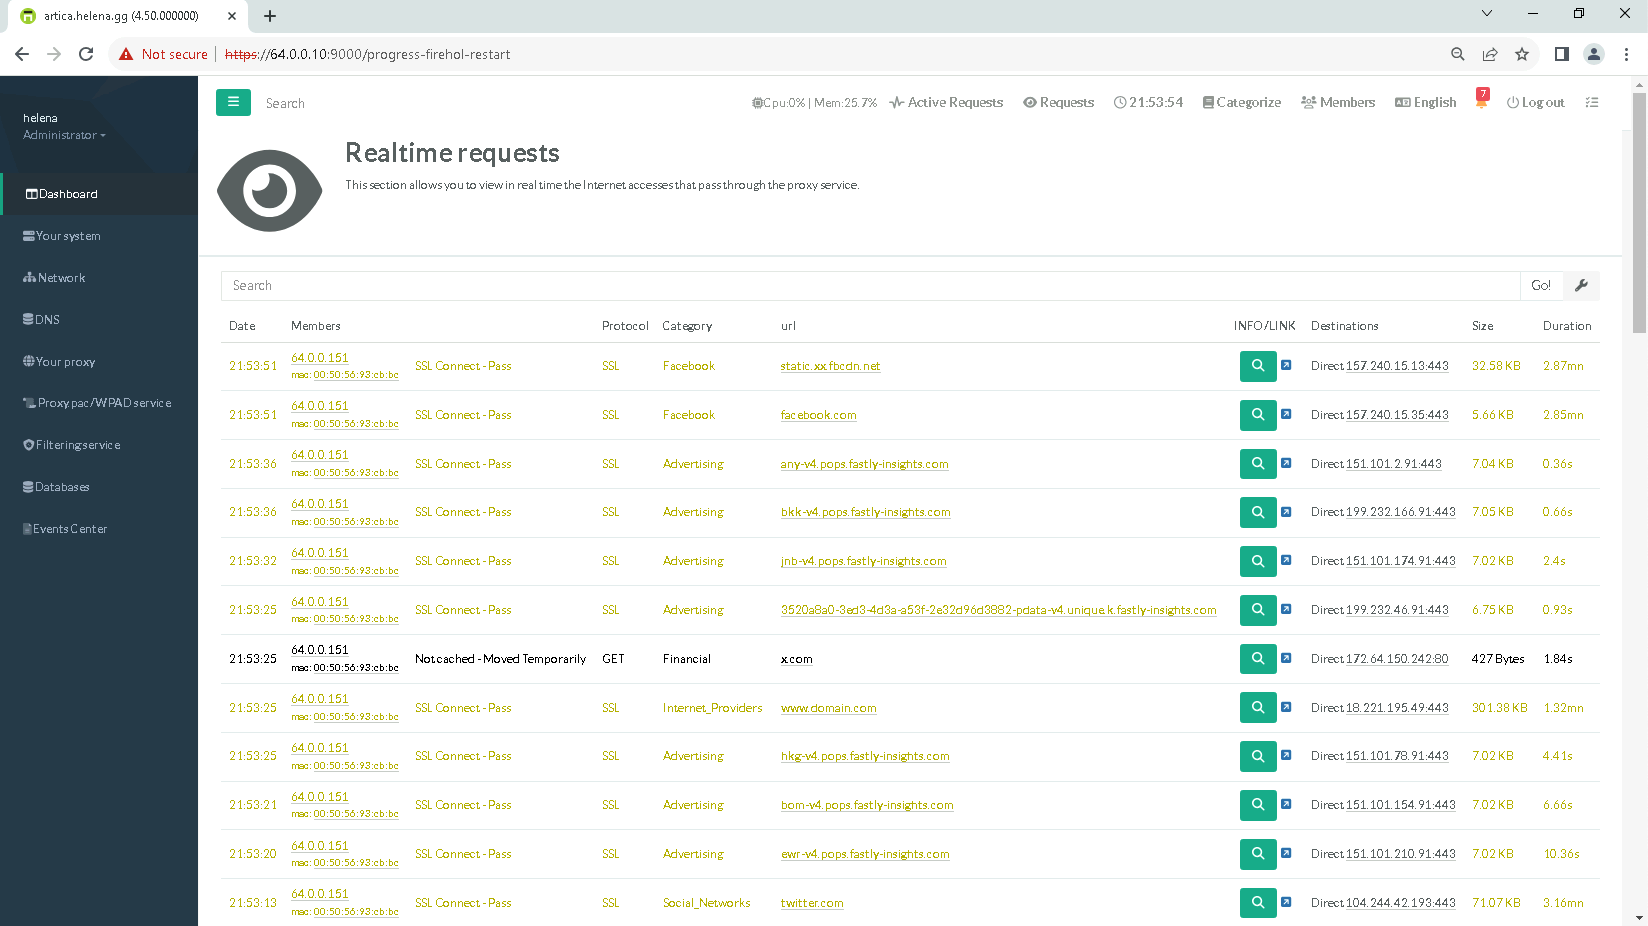 artica.helena.gg (4.50.000000)
Not secure https://64.0.0.10:9000/progress-firehol-restart
helena
Administrator
Dashboard
Your system
Network
DNS
Your proxy
Proxy.pac/WPAD service
Filtering service
Databases
Events Center
Search
Cpu:0% | Mem:25.7% Active Requests Requests 21:53:54 Categorize Members English 7 Log out
Realtime requests
This section allows you to view in real time the Internet accesses that pass through the proxy service.
Search Go!
Date Members Protocol Category url INFO/LINK Destinations Size Duration
21:53:51 64.0.0.151 mac: 00:50:56:93:eb:be SSL Connect - Pass SSL Facebook static.xx.fbcdn.net Direct 157.240.15.13:443 32.58 KB 2.87mn
21:53:51 64.0.0.151 mac: 00:50:56:93:eb:be SSL Connect - Pass SSL Facebook facebook.com Direct 157.240.15.35:443 5.66 KB 2.85mn
21:53:36 64.0.0.151 mac: 00:50:56:93:eb:be SSL Connect - Pass SSL Advertising any-v4.pops.fastly-insights.com Direct 151.101.2.91:443 7.04 KB 0.36s
21:53:36 64.0.0.151 mac: 00:50:56:93:eb:be SSL Connect - Pass SSL Advertising bkk-v4.pops.fastly-insights.com Direct 199.232.166.91:443 7.05 KB 0.66s
21:53:32 64.0.0.151 mac: 00:50:56:93:eb:be SSL Connect - Pass SSL Advertising jnb-v4.pops.fastly-insights.com Direct 151.101.174.91:443 7.02 KB 2.4s
21:53:25 64.0.0.151 mac: 00:50:56:93:eb:be SSL Connect - Pass SSL Advertising 3520a8a0-3ed3-4d3a-a53f-2e32d96d3882-pdata-v4.unique.k.fastly-insights.com Direct 199.232.46.91:443 6.75 KB 0.93s
21:53:25 64.0.0.151 mac: 00:50:56:93:eb:be Not cached - Moved Temporarily GET Financial x.com Direct 172.64.150.242:80 427 Bytes 1.84s
21:53:25 64.0.0.151 mac: 00:50:56:93:eb:be SSL Connect - Pass SSL Internet_Providers www.domain.com Direct 18.221.195.49:443 301.38 KB 1.32mn
21:53:25 64.0.0.151 mac: 00:50:56:93:eb:be SSL Connect - Pass SSL Advertising hkg-v4.pops.fastly-insights.com Direct 151.101.78.91:443 7.02 KB 4.41s
21:53:21 64.0.0.151 mac: 00:50:56:93:eb:be SSL Connect - Pass SSL Advertising bom-v4.pops.fastly-insights.com Direct 151.101.154.91:443 7.02 KB 6.66s
21:53:20 64.0.0.151 mac: 00:50:56:93:eb:be SSL Connect - Pass SSL Advertising ewr-v4.pops.fastly-insights.com Direct 151.101.210.91:443 7.02 KB 10.36s
21:53:13 64.0.0.151 mac: 00:50:56:93:eb:be SSL Connect - Pass SSL Social_Networks twitter.com Direct 104.244.42.193:443 71.07 KB 3.16mn